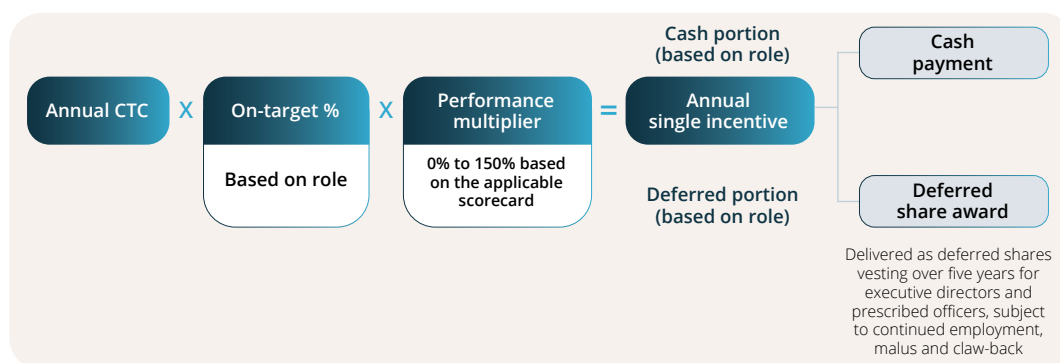 Annual CTC
X
On-target %
Based on role
X
Performance
multiplier
0% to 150% based
on the applicable
scorecard
=
Cash portion
(based on role)
Annual
single incentive
Deferred portion
(based on role)
Cash
payment
Deferred
share award
Delivered as deferred shares
vesting over five years for
executive directors and
prescribed officers, subject
to continued employment,
malus and claw-back